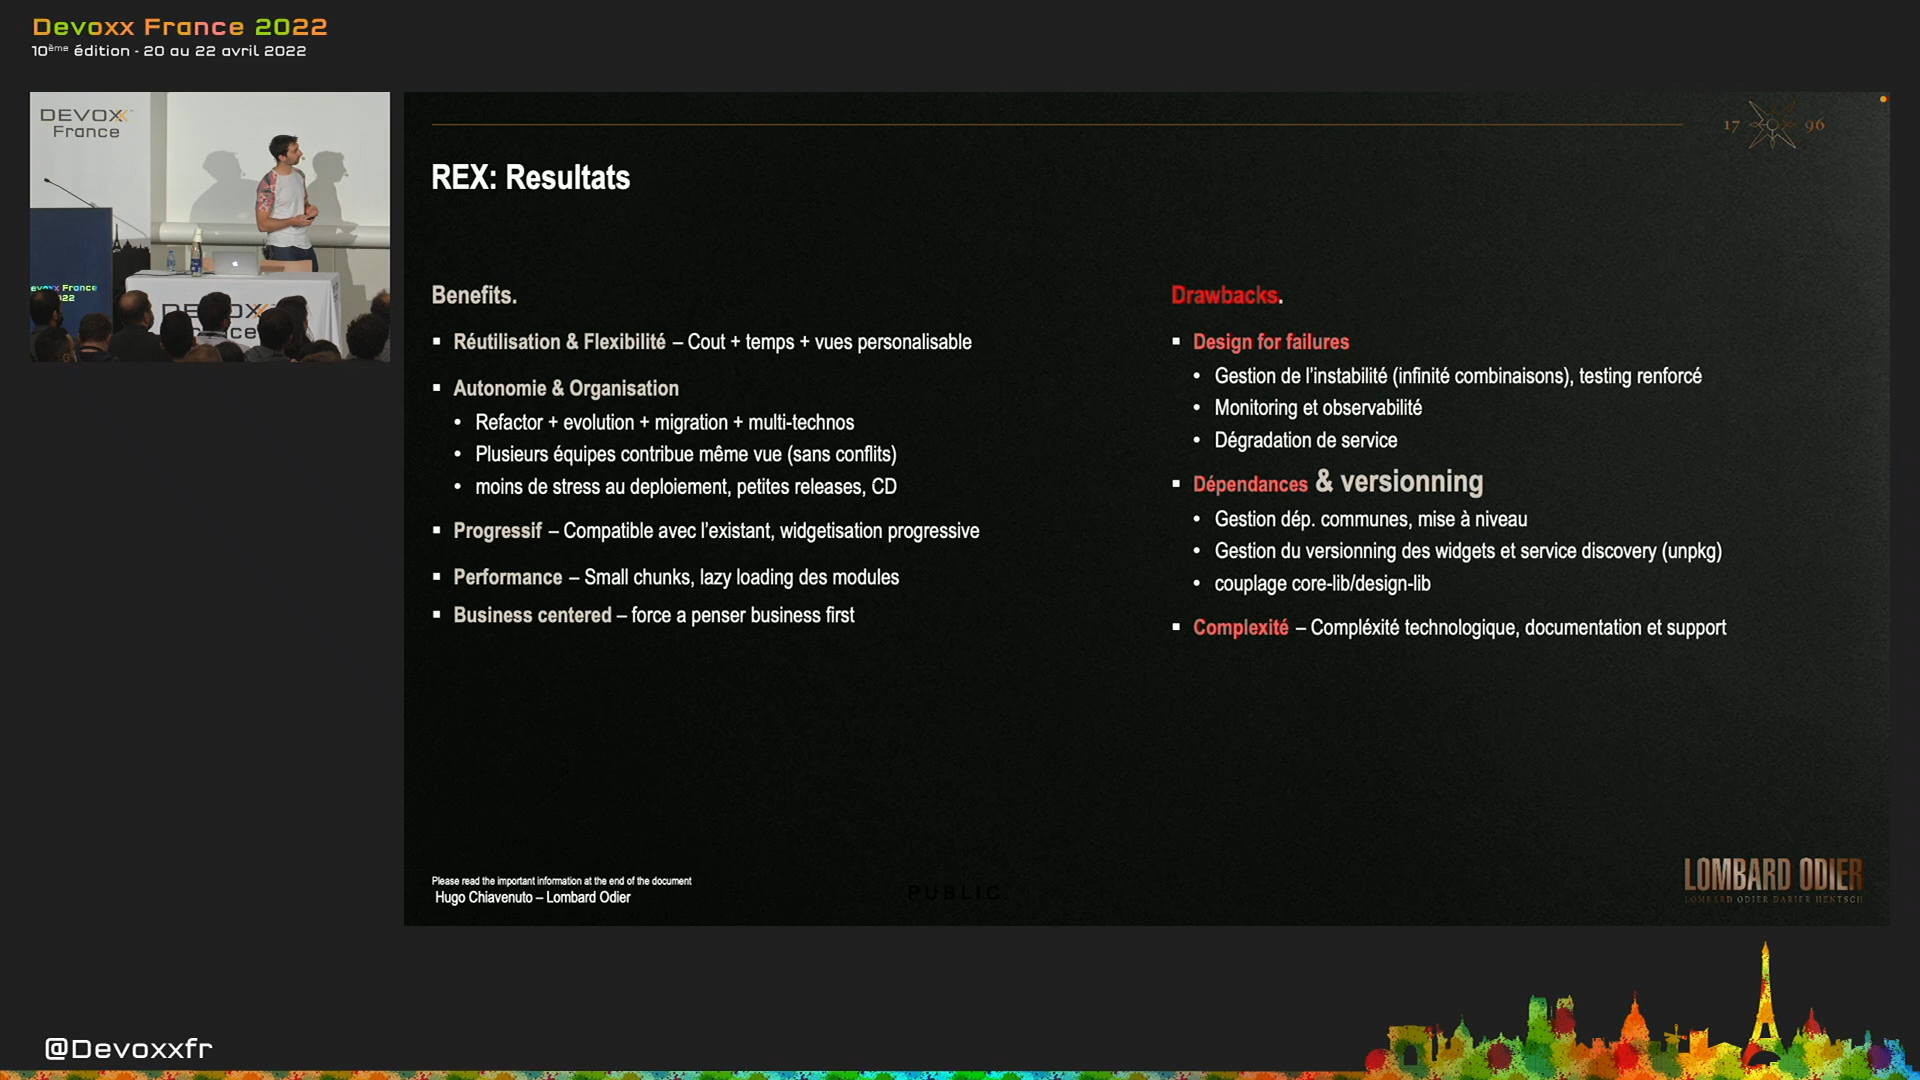 Devoxx France 2022
10ème édition - 20 au 22 avril 2022
DEVOXX
France
17 96
REX: Resultats
Benefits.
▪ Réutilisation & Flexibilité – Cout + temps + vues personalisable
▪ Autonomie & Organisation
• Refactor + evolution + migration + multi-technos
• Plusieurs équipes contribue même vue (sans conflits)
• moins de stress au deploiement, petites releases, CD
▪ Progressif – Compatible avec l'existant, widgetisation progressive
▪ Performance – Small chunks, lazy loading des modules
▪ Business centered – force a penser business first
Drawbacks.
▪ Design for failures
• Gestion de l'instabilité (infinité combinaisons), testing renforcé
• Monitoring et observabilité
• Dégradation de service
▪ Dépendances & versionning
• Gestion dép. communes, mise à niveau
• Gestion du versionning des widgets et service discovery (unpkg)
• couplage core-lib/design-lib
▪ Complexité – Compléxité technologique, documentation et support
Please read the important information at the end of the document
Hugo Chiavenuto – Lombard Odier
PUBLIC
LOMBARD ODIER
LOMBARD ODIER DARIER HENTSCH
@Devoxxfr